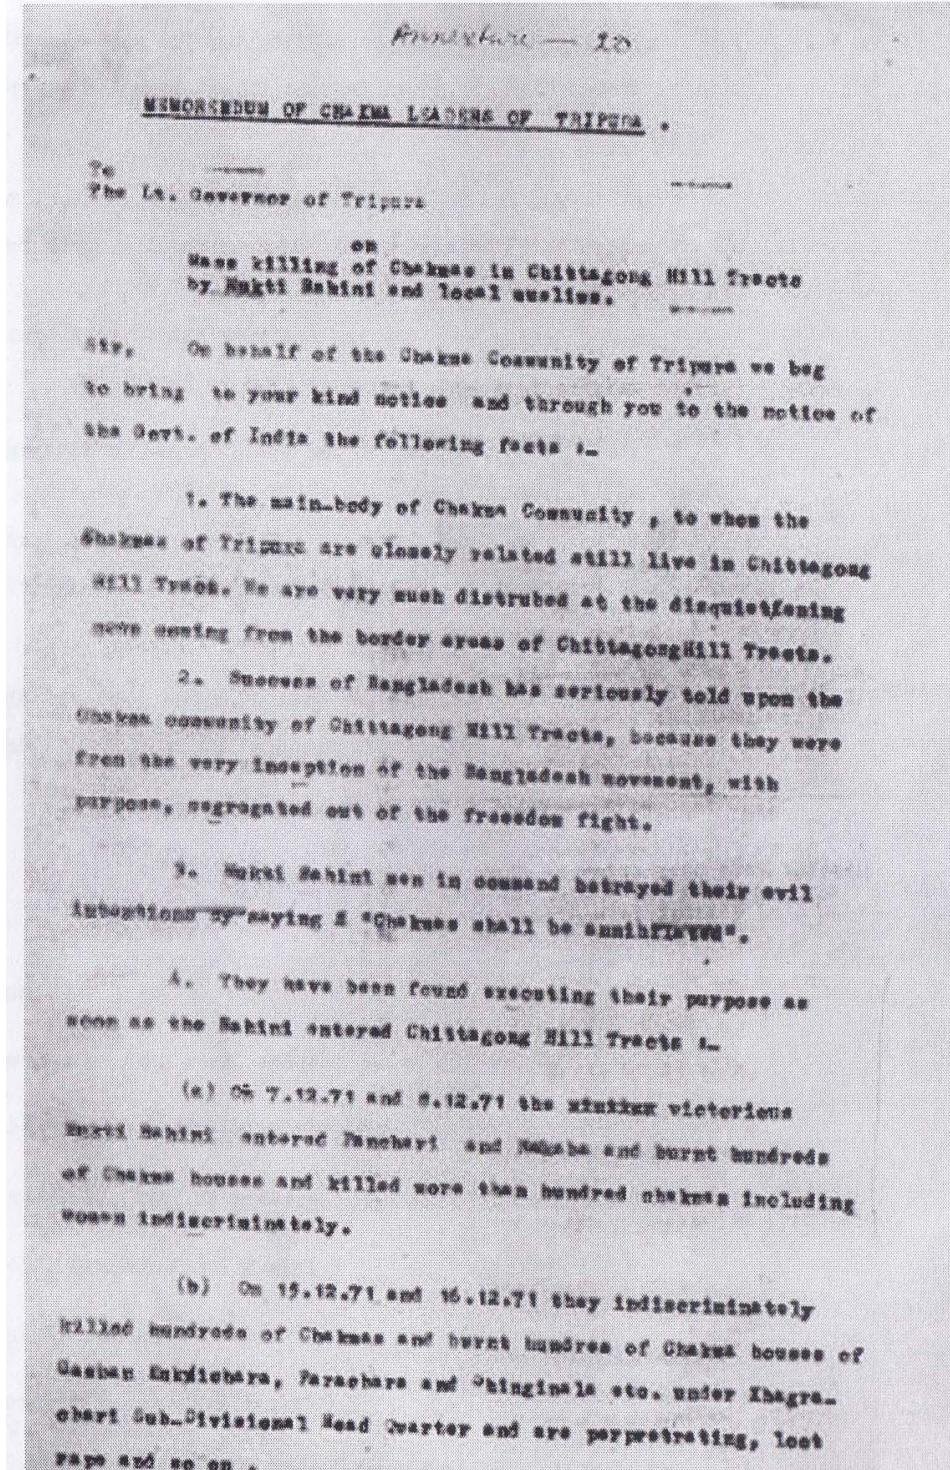 Annexture — 20
MEMORENDUM OF CHAKMA LEADERS OF TRIPURA .
To
The Lt. Governor of Tripura
on
Mass killing of Chakmas in Chittagong Hill Tracts
by Mukti Bahini and local muslims.
Sir, On behalf of the Chakma Community of Tripura we beg
to bring to your kind notice and through you to the notice of
the Govt. of India the following facts :-
1. The main-body of Chakma Community , to whom the
Chakmas of Tripura are closely related still live in Chittagong
Hill Track. We are very much distrubed at the disquietening
news coming from the border areas of ChittagongHill Tracts.
2. Success of Bangladesh has seriously told upon the
Chakma community of Chittagong Hill Tracts, because they were
from the very inception of the Bangladesh movement, with
purpose, segregated out of the freedom fight.
3. Mukti Bahini men in command betrayed their evil
intentions by saying "Chakmas shall be annihilated".
4. They have been found executing their purpose as
soon as the Bahini entered Chittagong Hill Tracts :-
(a) On 7.12.71 and 8.12.71 the victorious
Mukti Bahini entered Panchari and and burnt hundreds
of Chakma houses and killed more than hundred chakmas including
women indiscriminately.
(b) On 15.12.71 and 16.12.71 they indiscriminately
killed hundreds of Chakmas and burnt hundres of Chakma houses of
Gachban Parachara and etc. under Khagra-
chari Sub-Divisional Head Quarter and are perpretrating, loot
rape and so on .